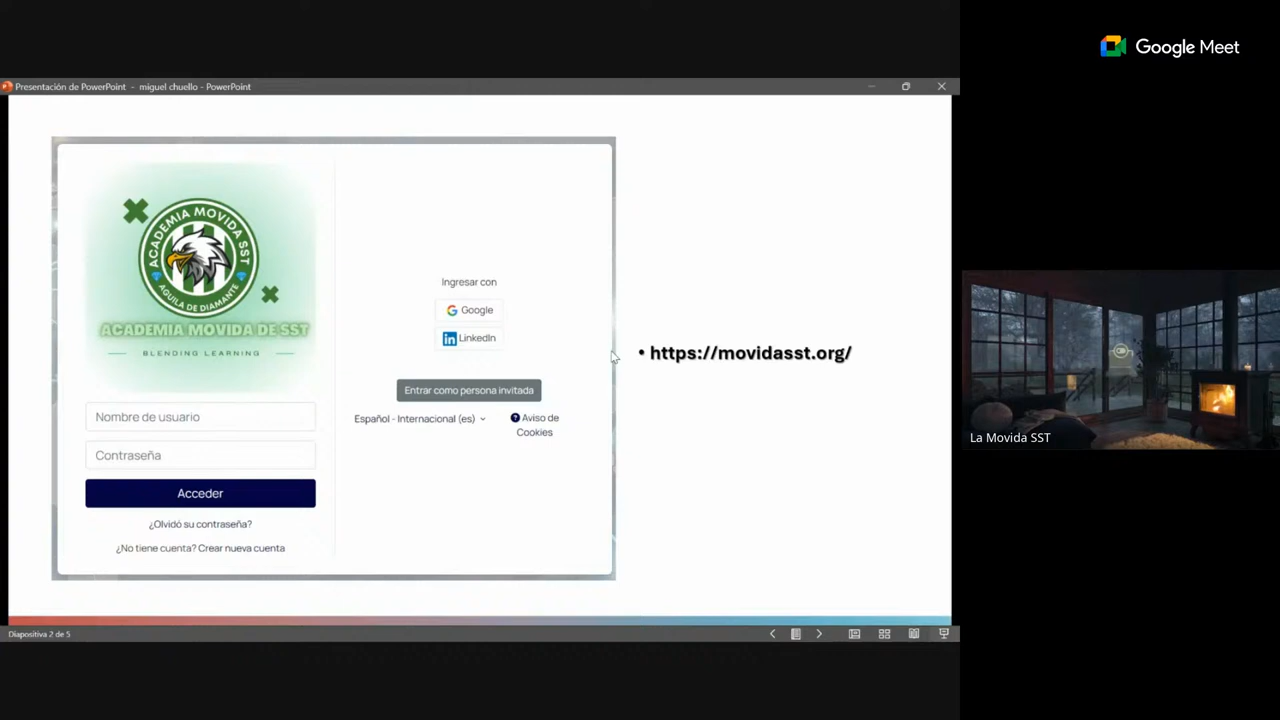 Google Meet
Presentación de PowerPoint - miguel chuello - PowerPoint
ACADEMIA MOVIDA SST
AGUILA DE DIAMANTE
ACADEMIA MOVIDA DE SST
BLENDING LEARNING
Nombre de usuario
Contraseña
Acceder
¿Olvidó su contraseña?
¿No tiene cuenta? Crear nueva cuenta
Ingresar con
Google
LinkedIn
Entrar como persona invitada
Español - Internacional (es)
Aviso de
Cookies
• https://movidasst.org/
La Movida SST
Diapositiva 2 de 5